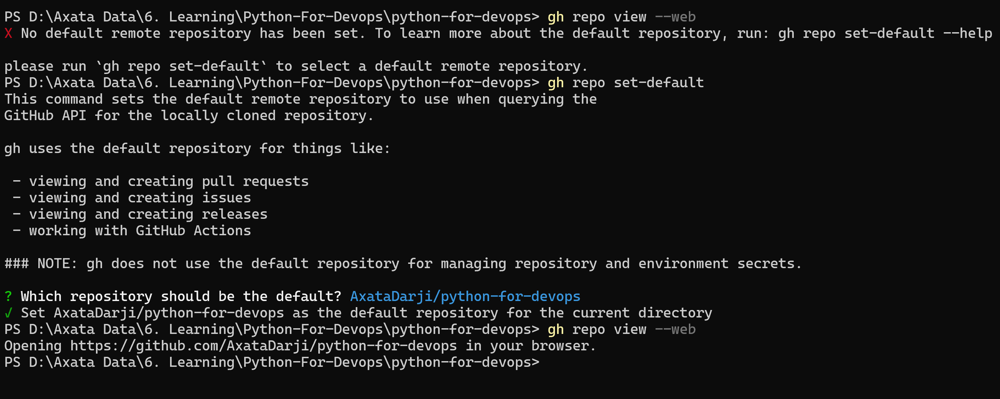 PS D:\Axata Data\6. Learning\Python-For-Devops\python-for-devops> gh repo view --web
X No default remote repository has been set. To learn more about the default repository, run: gh repo set-default --help
please run `gh repo set-default` to select a default remote repository.
PS D:\Axata Data\6. Learning\Python-For-Devops\python-for-devops> gh repo set-default
This command sets the default remote repository to use when querying the
GitHub API for the locally cloned repository.
gh uses the default repository for things like:
- viewing and creating pull requests
- viewing and creating issues
- viewing and creating releases
- working with GitHub Actions
### NOTE: gh does not use the default repository for managing repository and environment secrets.
? Which repository should be the default? AxataDarji/python-for-devops
√ Set AxataDarji/python-for-devops as the default repository for the current directory
PS D:\Axata Data\6. Learning\Python-For-Devops\python-for-devops> gh repo view --web
Opening https://github.com/AxataDarji/python-for-devops in your browser.
PS D:\Axata Data\6. Learning\Python-For-Devops\python-for-devops>